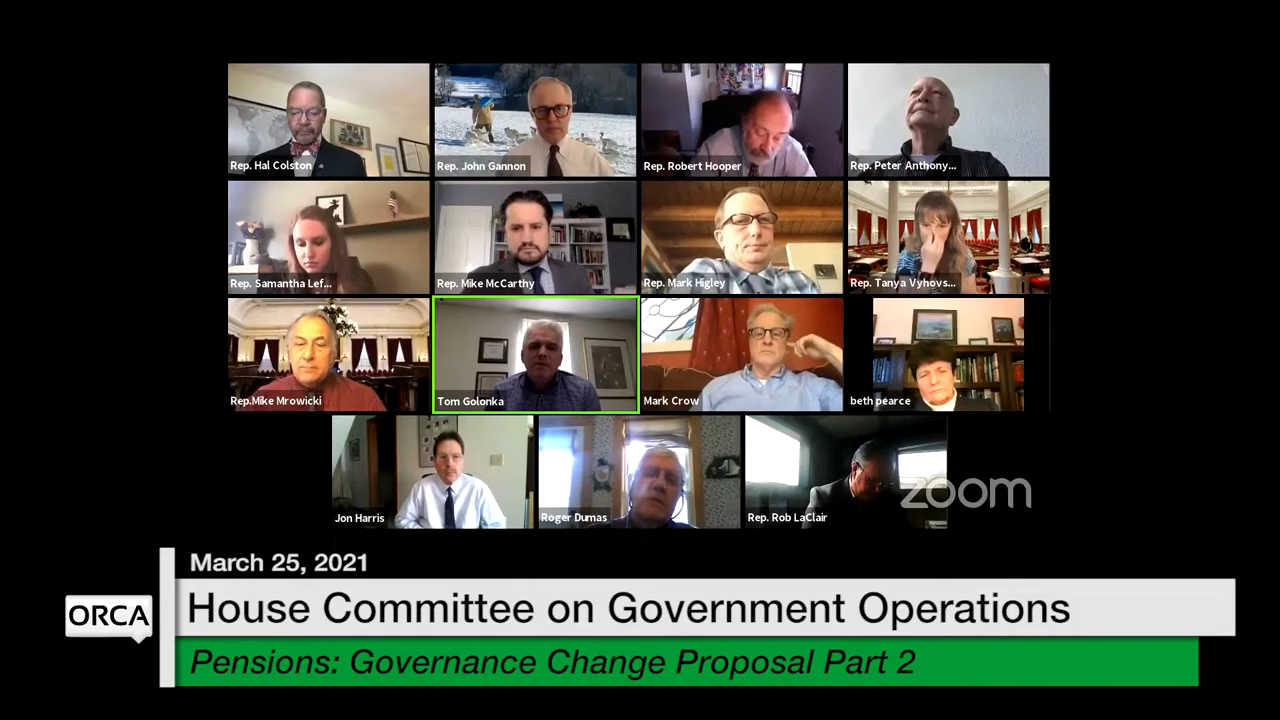 Rep. Hal Colston
Rep. John Gannon
Rep. Robert Hooper
Rep. Peter Anthony...
Rep. Samantha Lef...
Rep. Mike McCarthy
Rep. Mark Higley
Rep. Tanya Vyhovs...
Rep.Mike Mrowicki
Tom Golonka
Mark Crow
beth pearce
Jon Harris
Roger Dumas
Rep. Rob LaClair
zoom
March 25, 2021
ORCA
House Committee on Government Operations
Pensions: Governance Change Proposal Part 2